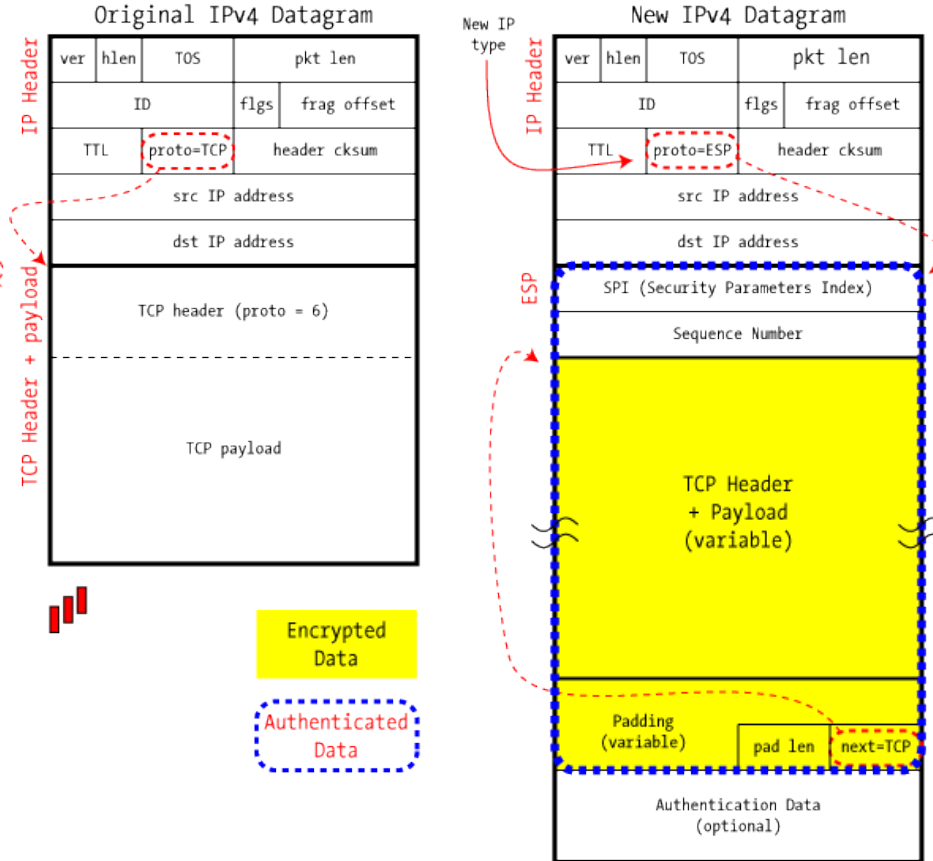 Original IPv4 Datagram
IP Header
ver hlen TOS pkt len
ID flgs frag offset
TTL proto=TCP header cksum
src IP address
dst IP address
TCP Header + payload
TCP header (proto = 6)
TCP payload
Encrypted
Data
Authenticated
Data
New IPv4 Datagram
New IP
type
IP Header
ver hlen TOS pkt len
ID flgs frag offset
TTL proto=ESP header cksum
src IP address
dst IP address
ESP
SPI (Security Parameters Index)
Sequence Number
TCP Header
+ Payload
(variable)
Padding
(variable)
pad len next=TCP
Authentication Data
(optional)